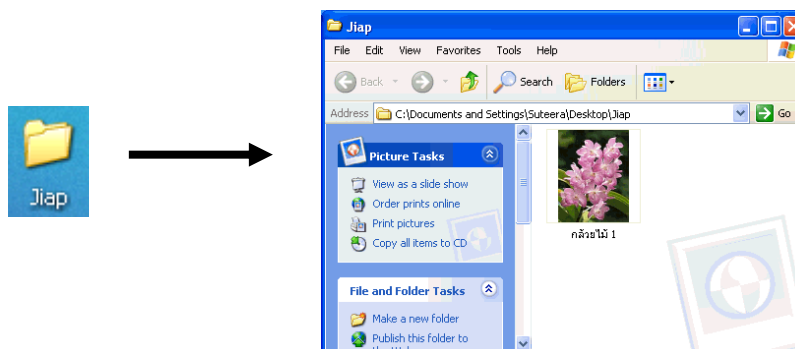 Jiap
Jiap
File Edit View Favorites Tools Help
Back Search Folders
Address C:\Documents and Settings\Suteera\Desktop\Jiap Go
Picture Tasks
View as a slide show
Order prints online
Print pictures
Copy all items to CD
กล้วยไม้ 1
File and Folder Tasks
Make a new folder
Publish this folder to
the Web